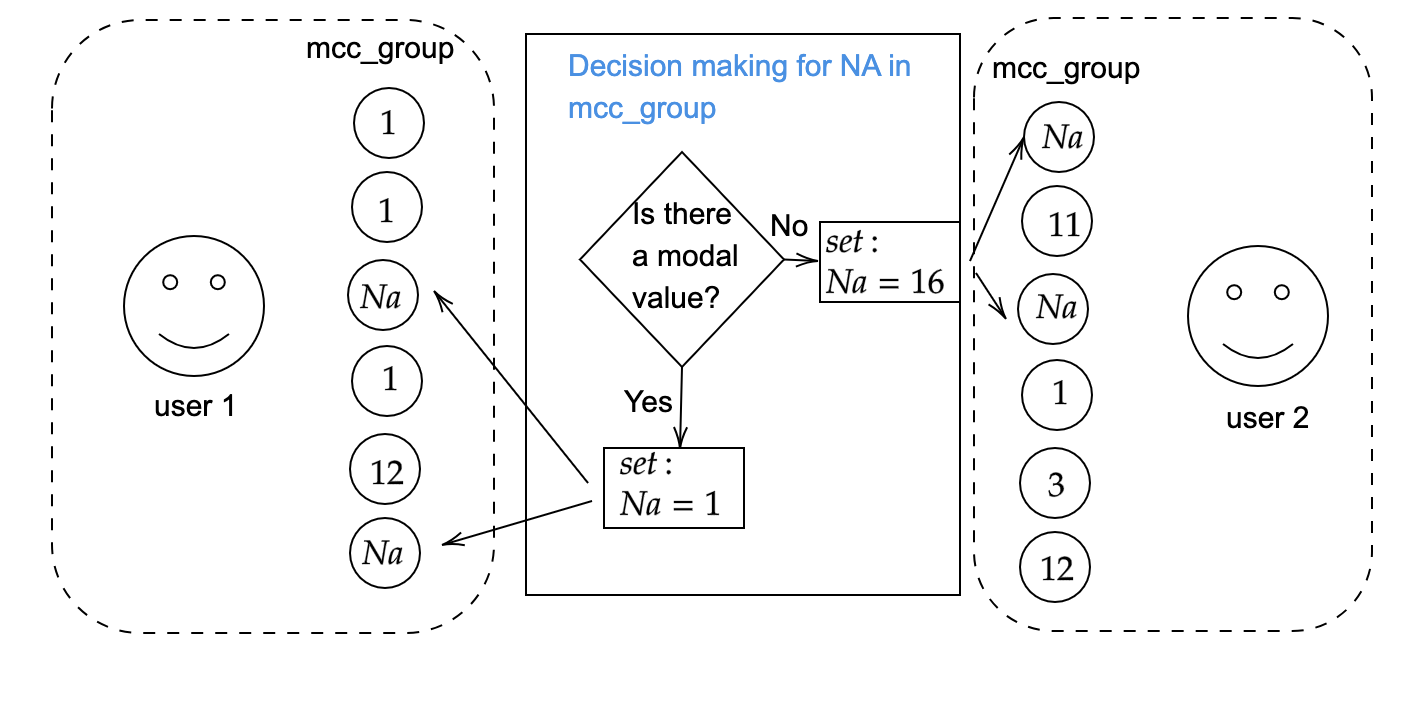 mcc_group
1
1
Na
1
12
Na
user 1
Decision making for NA in
mcc_group
Is there
a modal
value?
No
set :
Na = 16
Yes
set :
Na = 1
mcc_group
Na
11
Na
1
3
12
user 2